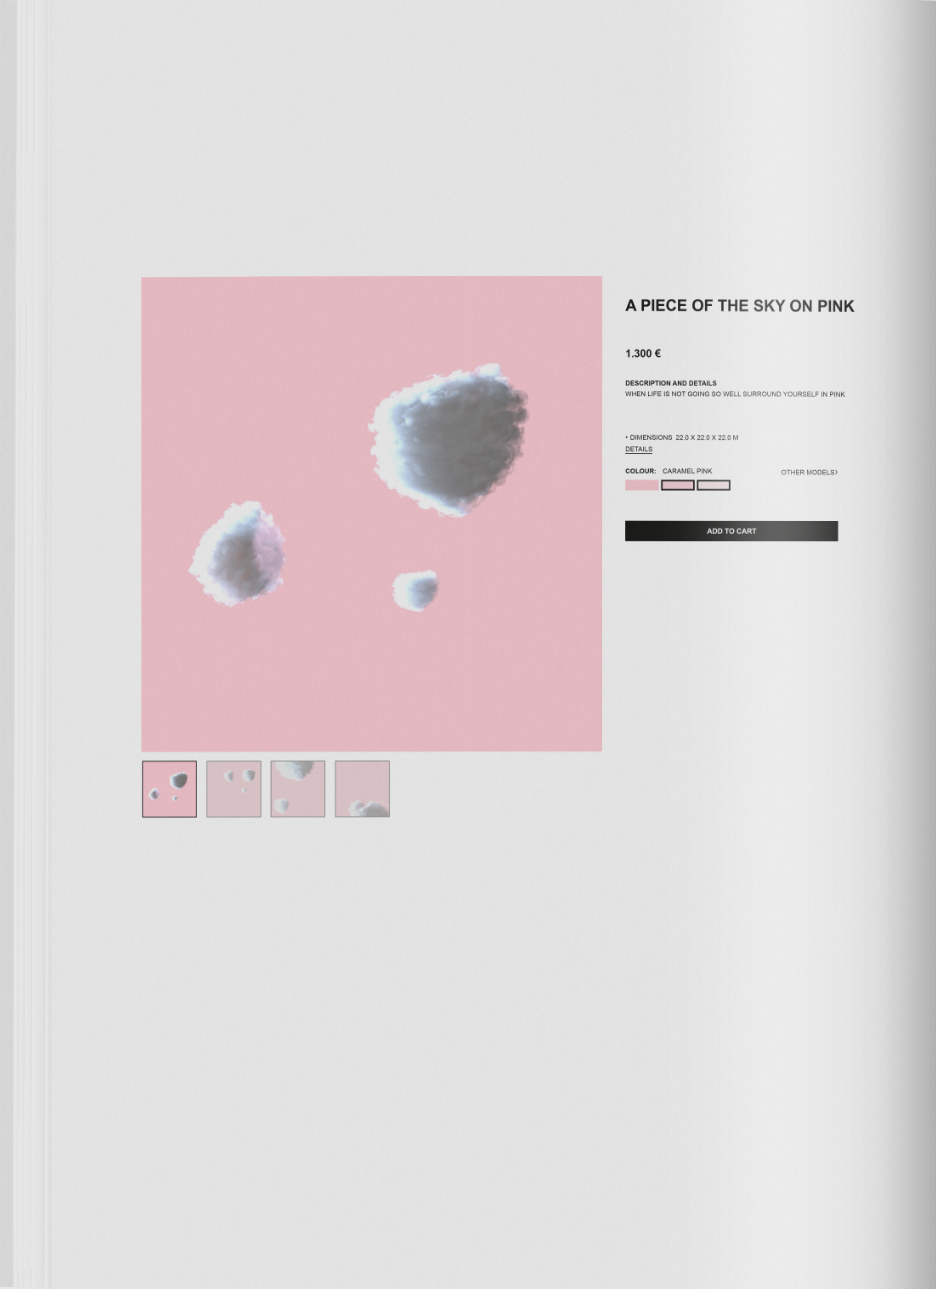 A PIECE OF THE SKY ON PINK
1.300 €
DESCRIPTION AND DETAILS
WHEN LIFE IS NOT GOING SO WELL SURROUND YOURSELF IN PINK
• DIMENSIONS 22.0 X 22.0 X 22.0 M
DETAILS
COLOUR: CARAMEL PINK
OTHER MODELS>
ADD TO CART